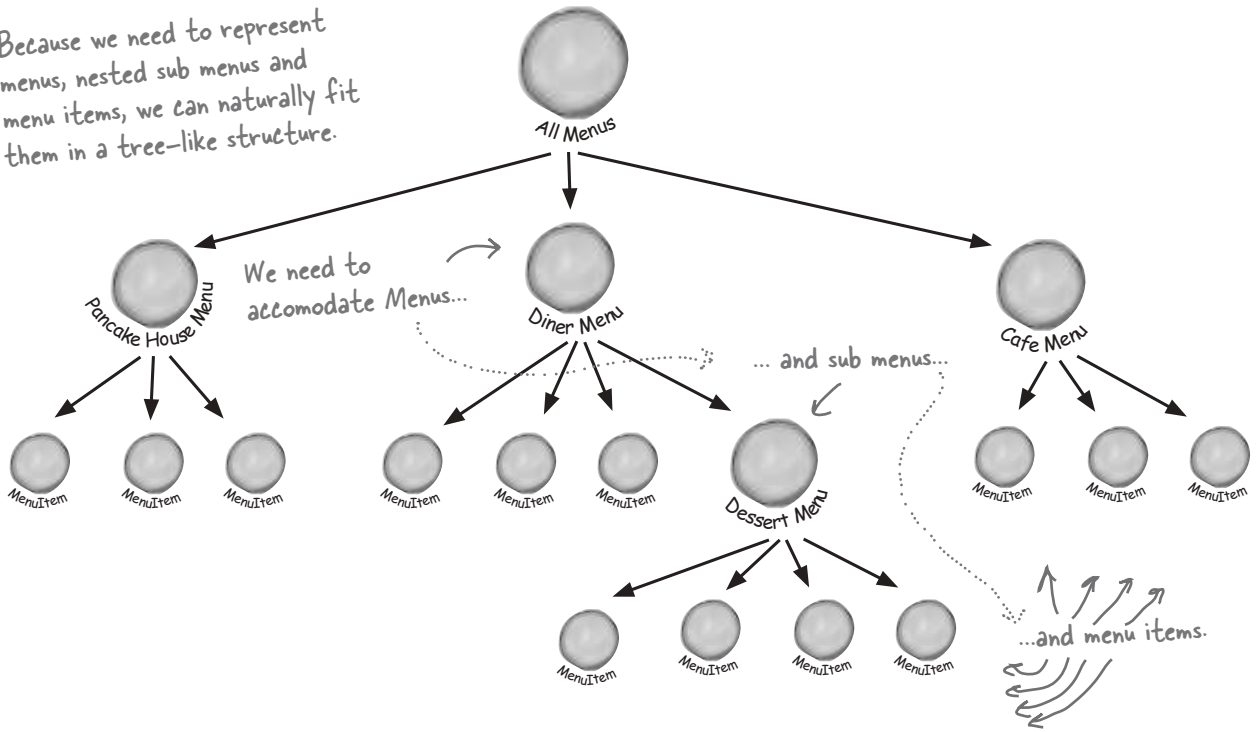 Because we need to represent
menus, nested sub menus and
menu items, we can naturally fit
them in a tree-like structure.
All Menus
We need to
accomodate Menus...
Pancake House Menu
Diner Menu
Cafe Menu
... and sub menus...
MenuItem
MenuItem
MenuItem
MenuItem
MenuItem
MenuItem
Dessert Menu
MenuItem
MenuItem
MenuItem
MenuItem
MenuItem
MenuItem
MenuItem
...and menu items.